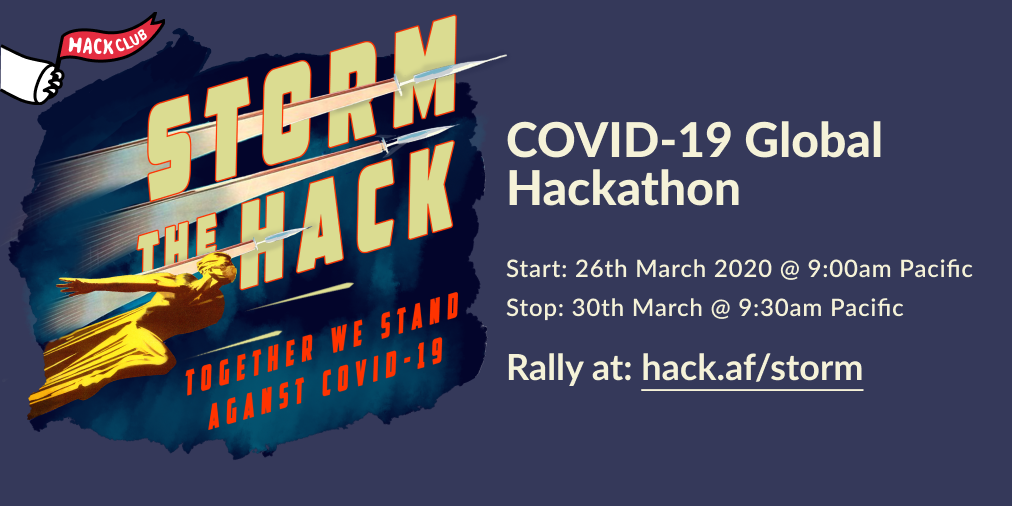 HACK CLUB
STORM
THE HACK
TOGETHER WE STAND
AGANST COVID-19
COVID-19 Global
Hackathon
Start: 26th March 2020 @ 9:00am Pacific
Stop: 30th March @ 9:30am Pacific
Rally at: hack.af/storm